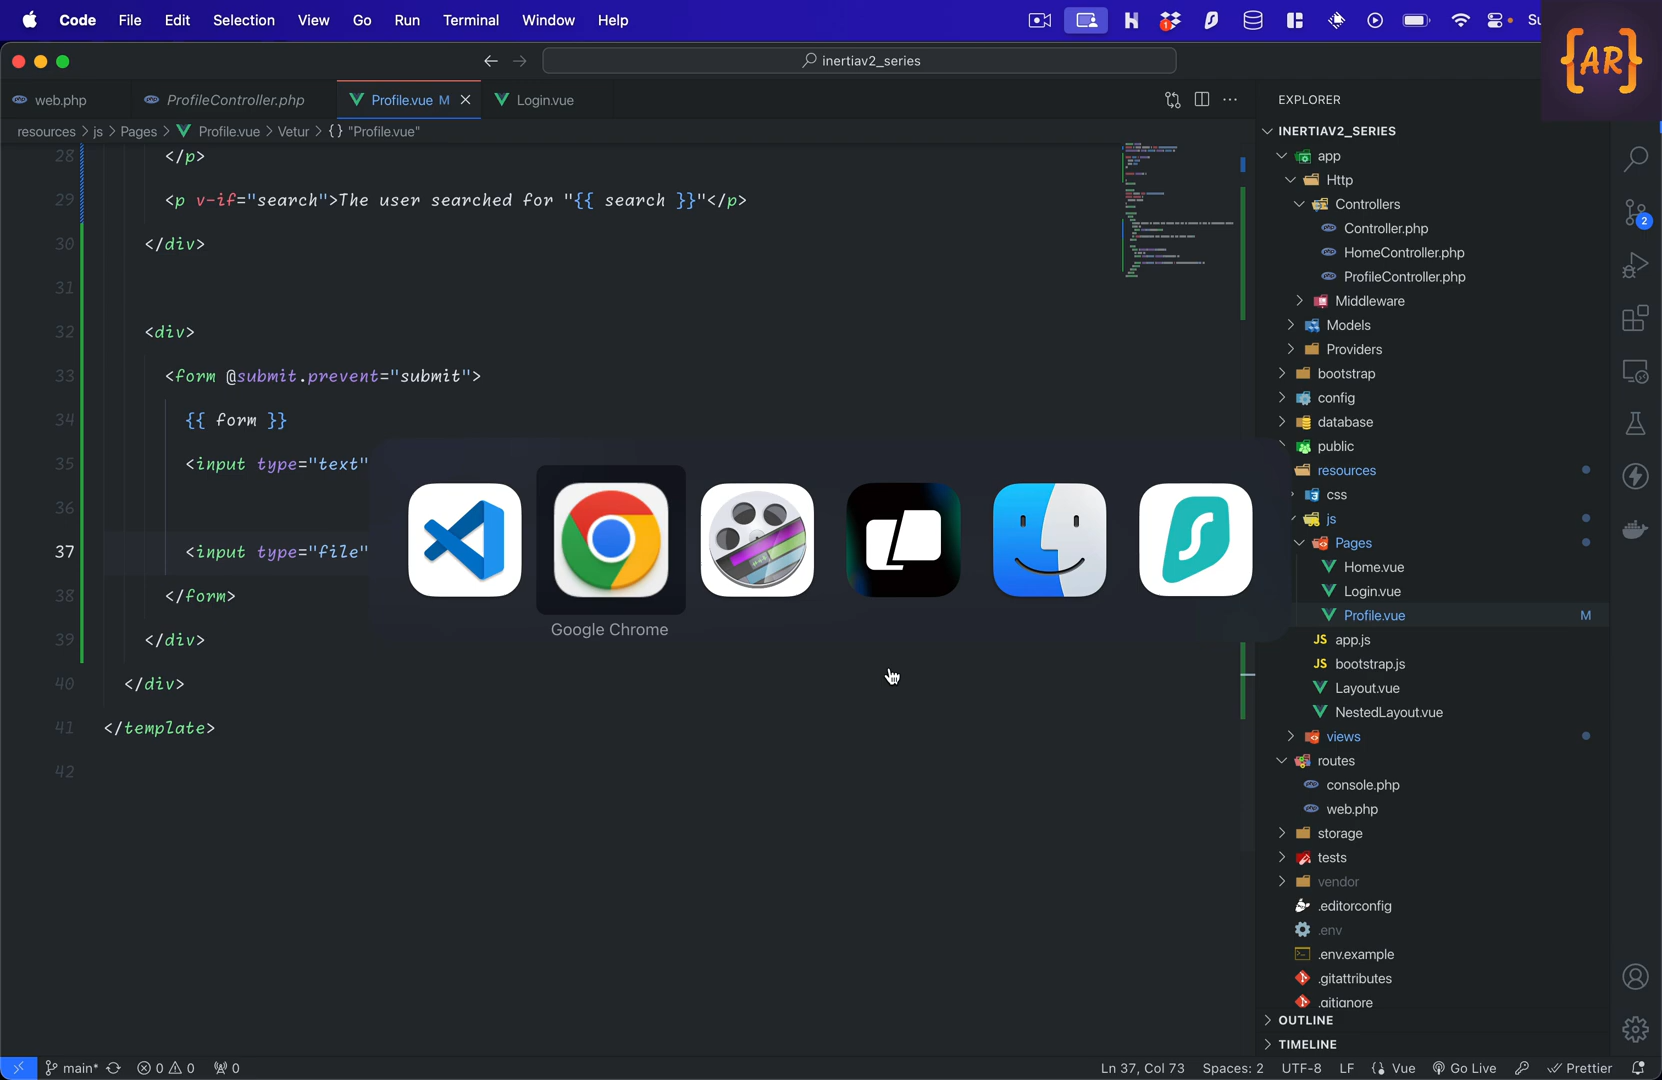 Code File Edit Selection View Go Run Terminal Window Help
H 1
{AR}
inertiav2_series
web.php ProfileController.php Profile.vue M Login.vue
resources > js > Pages > Profile.vue > Vetur > {} "Profile.vue"
28 </p>
29 <p v-if="search">The user searched for "{{ search }}"</p>
30 </div>
31
32 <div>
33 <form @submit.prevent="submit">
34 {{ form }}
35 <input type="text"
36
37 <input type="file"
38 </form>
39 </div>
40 </div>
41 </template>
42
Google Chrome
EXPLORER
INERTIAV2_SERIES
app
Http
Controllers
Controller.php
HomeController.php
ProfileController.php
Middleware
Models
Providers
bootstrap
config
database
public
resources
css
js
Pages
Home.vue
Login.vue
Profile.vue M
JS app.js
JS bootstrap.js
Layout.vue
NestedLayout.vue
views
routes
console.php
web.php
storage
tests
vendor
.editorconfig
.env
.env.example
.gitattributes
.gitignore
OUTLINE
TIMELINE
2
main* 0 0 0 Ln 37, Col 73 Spaces: 2 UTF-8 LF Vue Go Live Prettier